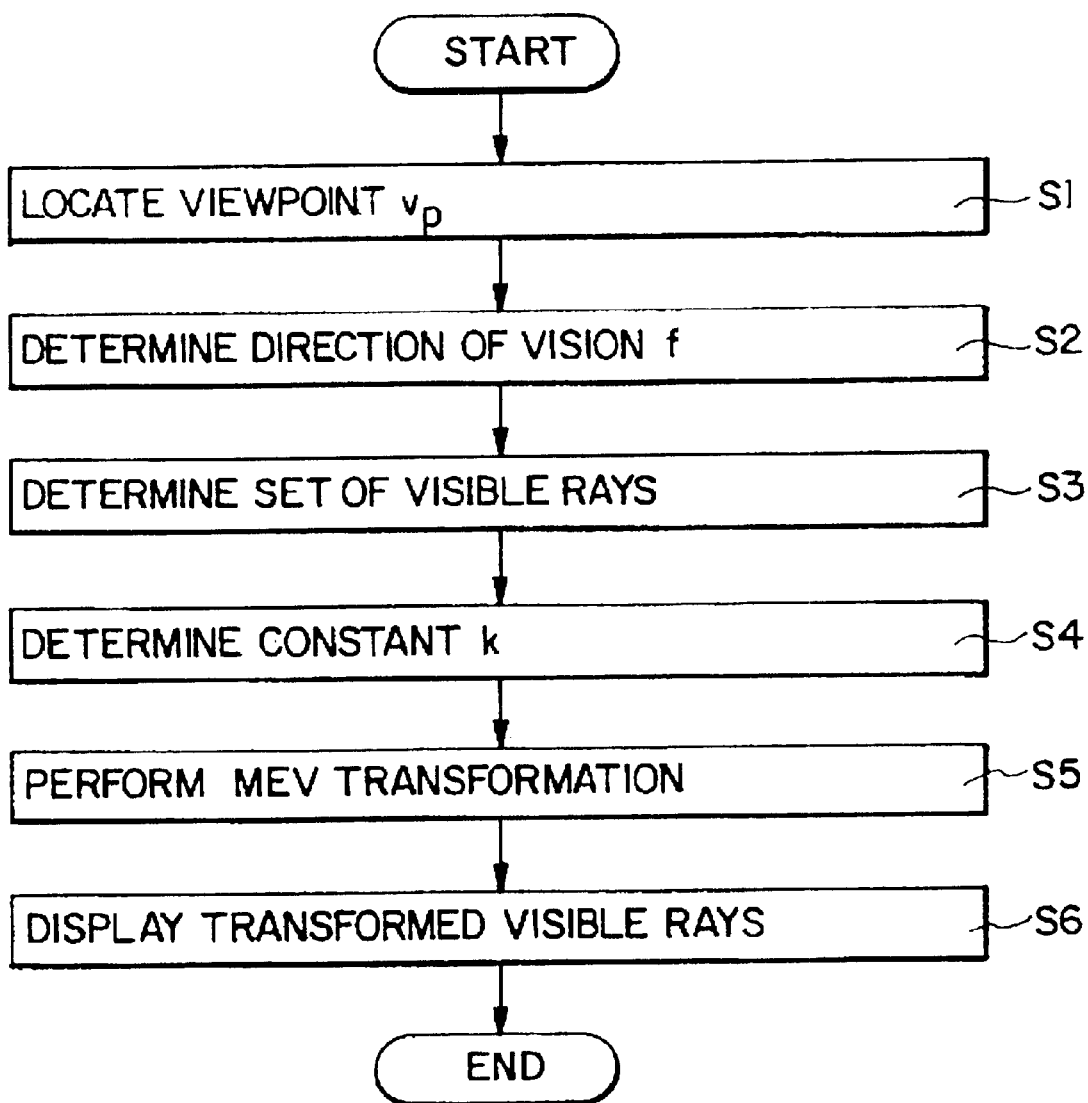 START
LOCATE VIEWPOINT vp
S1
DETERMINE DIRECTION OF VISION f
S2
DETERMINE SET OF VISIBLE RAYS
S3
DETERMINE CONSTANT k
S4
PERFORM MEV TRANSFORMATION
S5
DISPLAY TRANSFORMED VISIBLE RAYS
S6
END